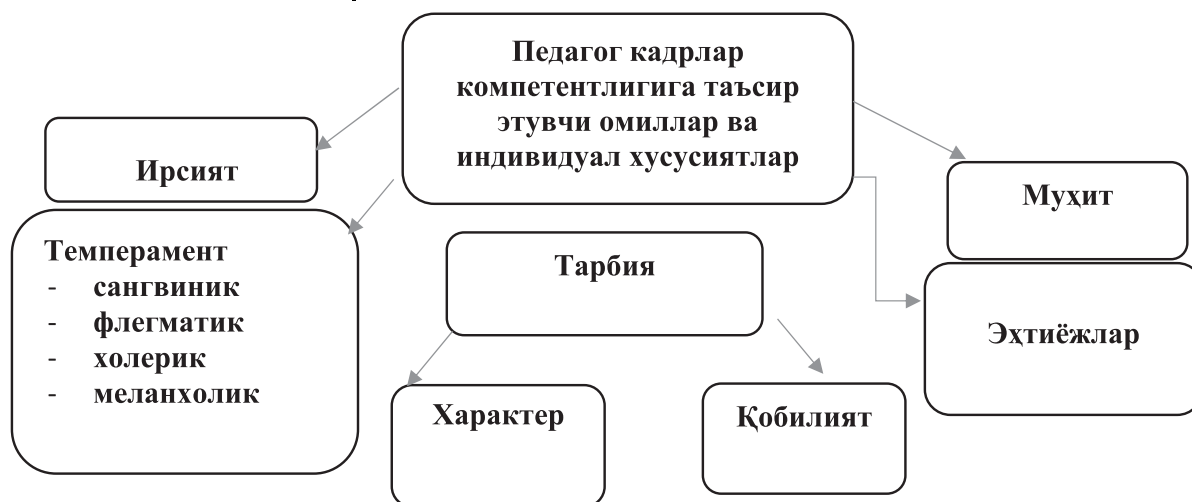 Педагог кадрлар
компетентлигига таъсир
этувчи омиллар ва
индивидуал хусусиятлар
Ирсият
Муҳит
Темперамент
- сангвиник
- флегматик
- холерик
- меланхолик
Тарбия
Эҳтиёжлар
Характер
Қобилият